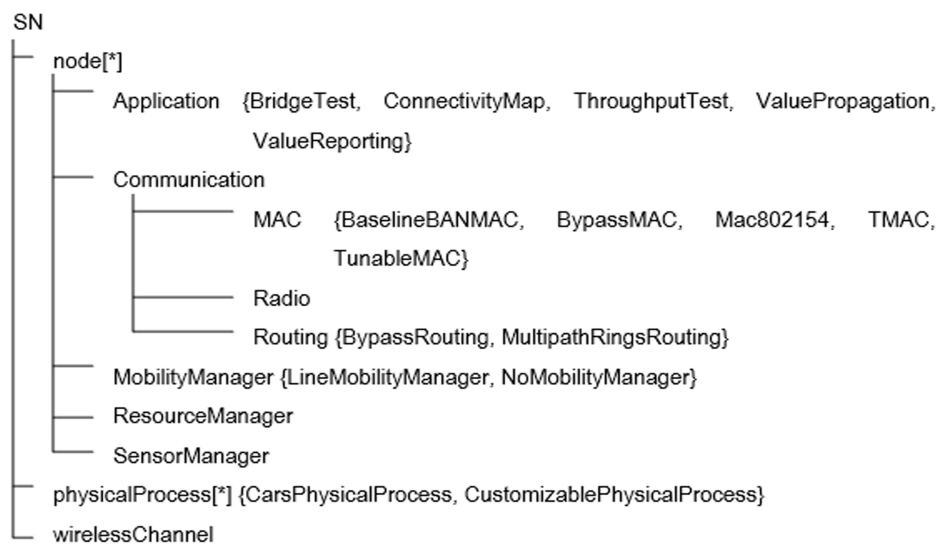 SN
node[*]
Application {BridgeTest, ConnectivityMap, ThroughputTest, ValuePropagation,
ValueReporting}
Communication
MAC {BaselineBANMAC, BypassMAC, Mac802154, TMAC,
TunableMAC}
Radio
Routing {BypassRouting, MultipathRingsRouting}
MobilityManager {LineMobilityManager, NoMobilityManager}
ResourceManager
SensorManager
physicalProcess[*] {CarsPhysicalProcess, CustomizablePhysicalProcess}
wirelessChannel